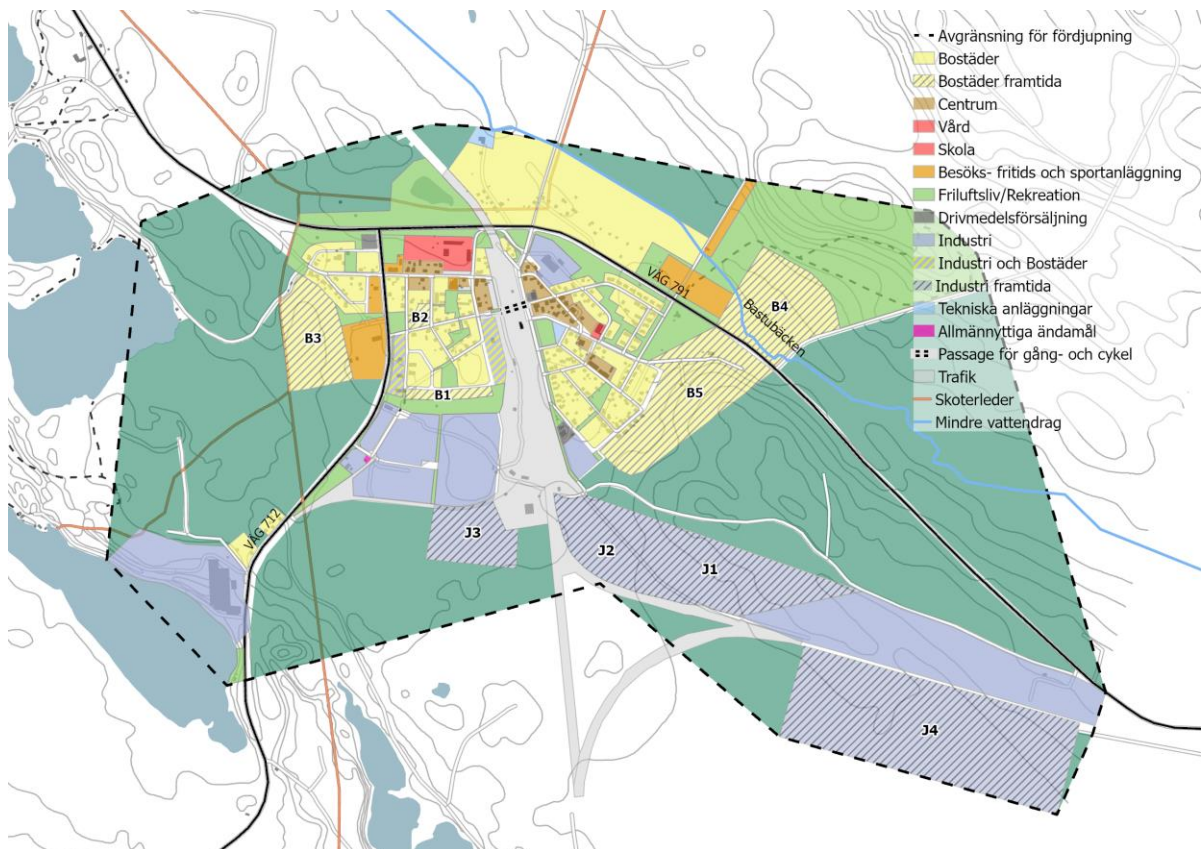 Avgränsning för fördjupning
Bostäder
Bostäder framtida
Centrum
Vård
Skola
Besöks- fritids och sportanläggning
Friluftsliv/Rekreation
Drivmedelsförsäljning
Industri
Industri och Bostäder
Industri framtida
Tekniska anläggningar
Allmännyttiga ändamål
Passage för gång- och cykel
Trafik
Skoterleder
Mindre vattendrag
VÄG 791
B4
Bastubäcken
B2
B3
B5
B1
VÄG 712
J3
J2
J1
J4